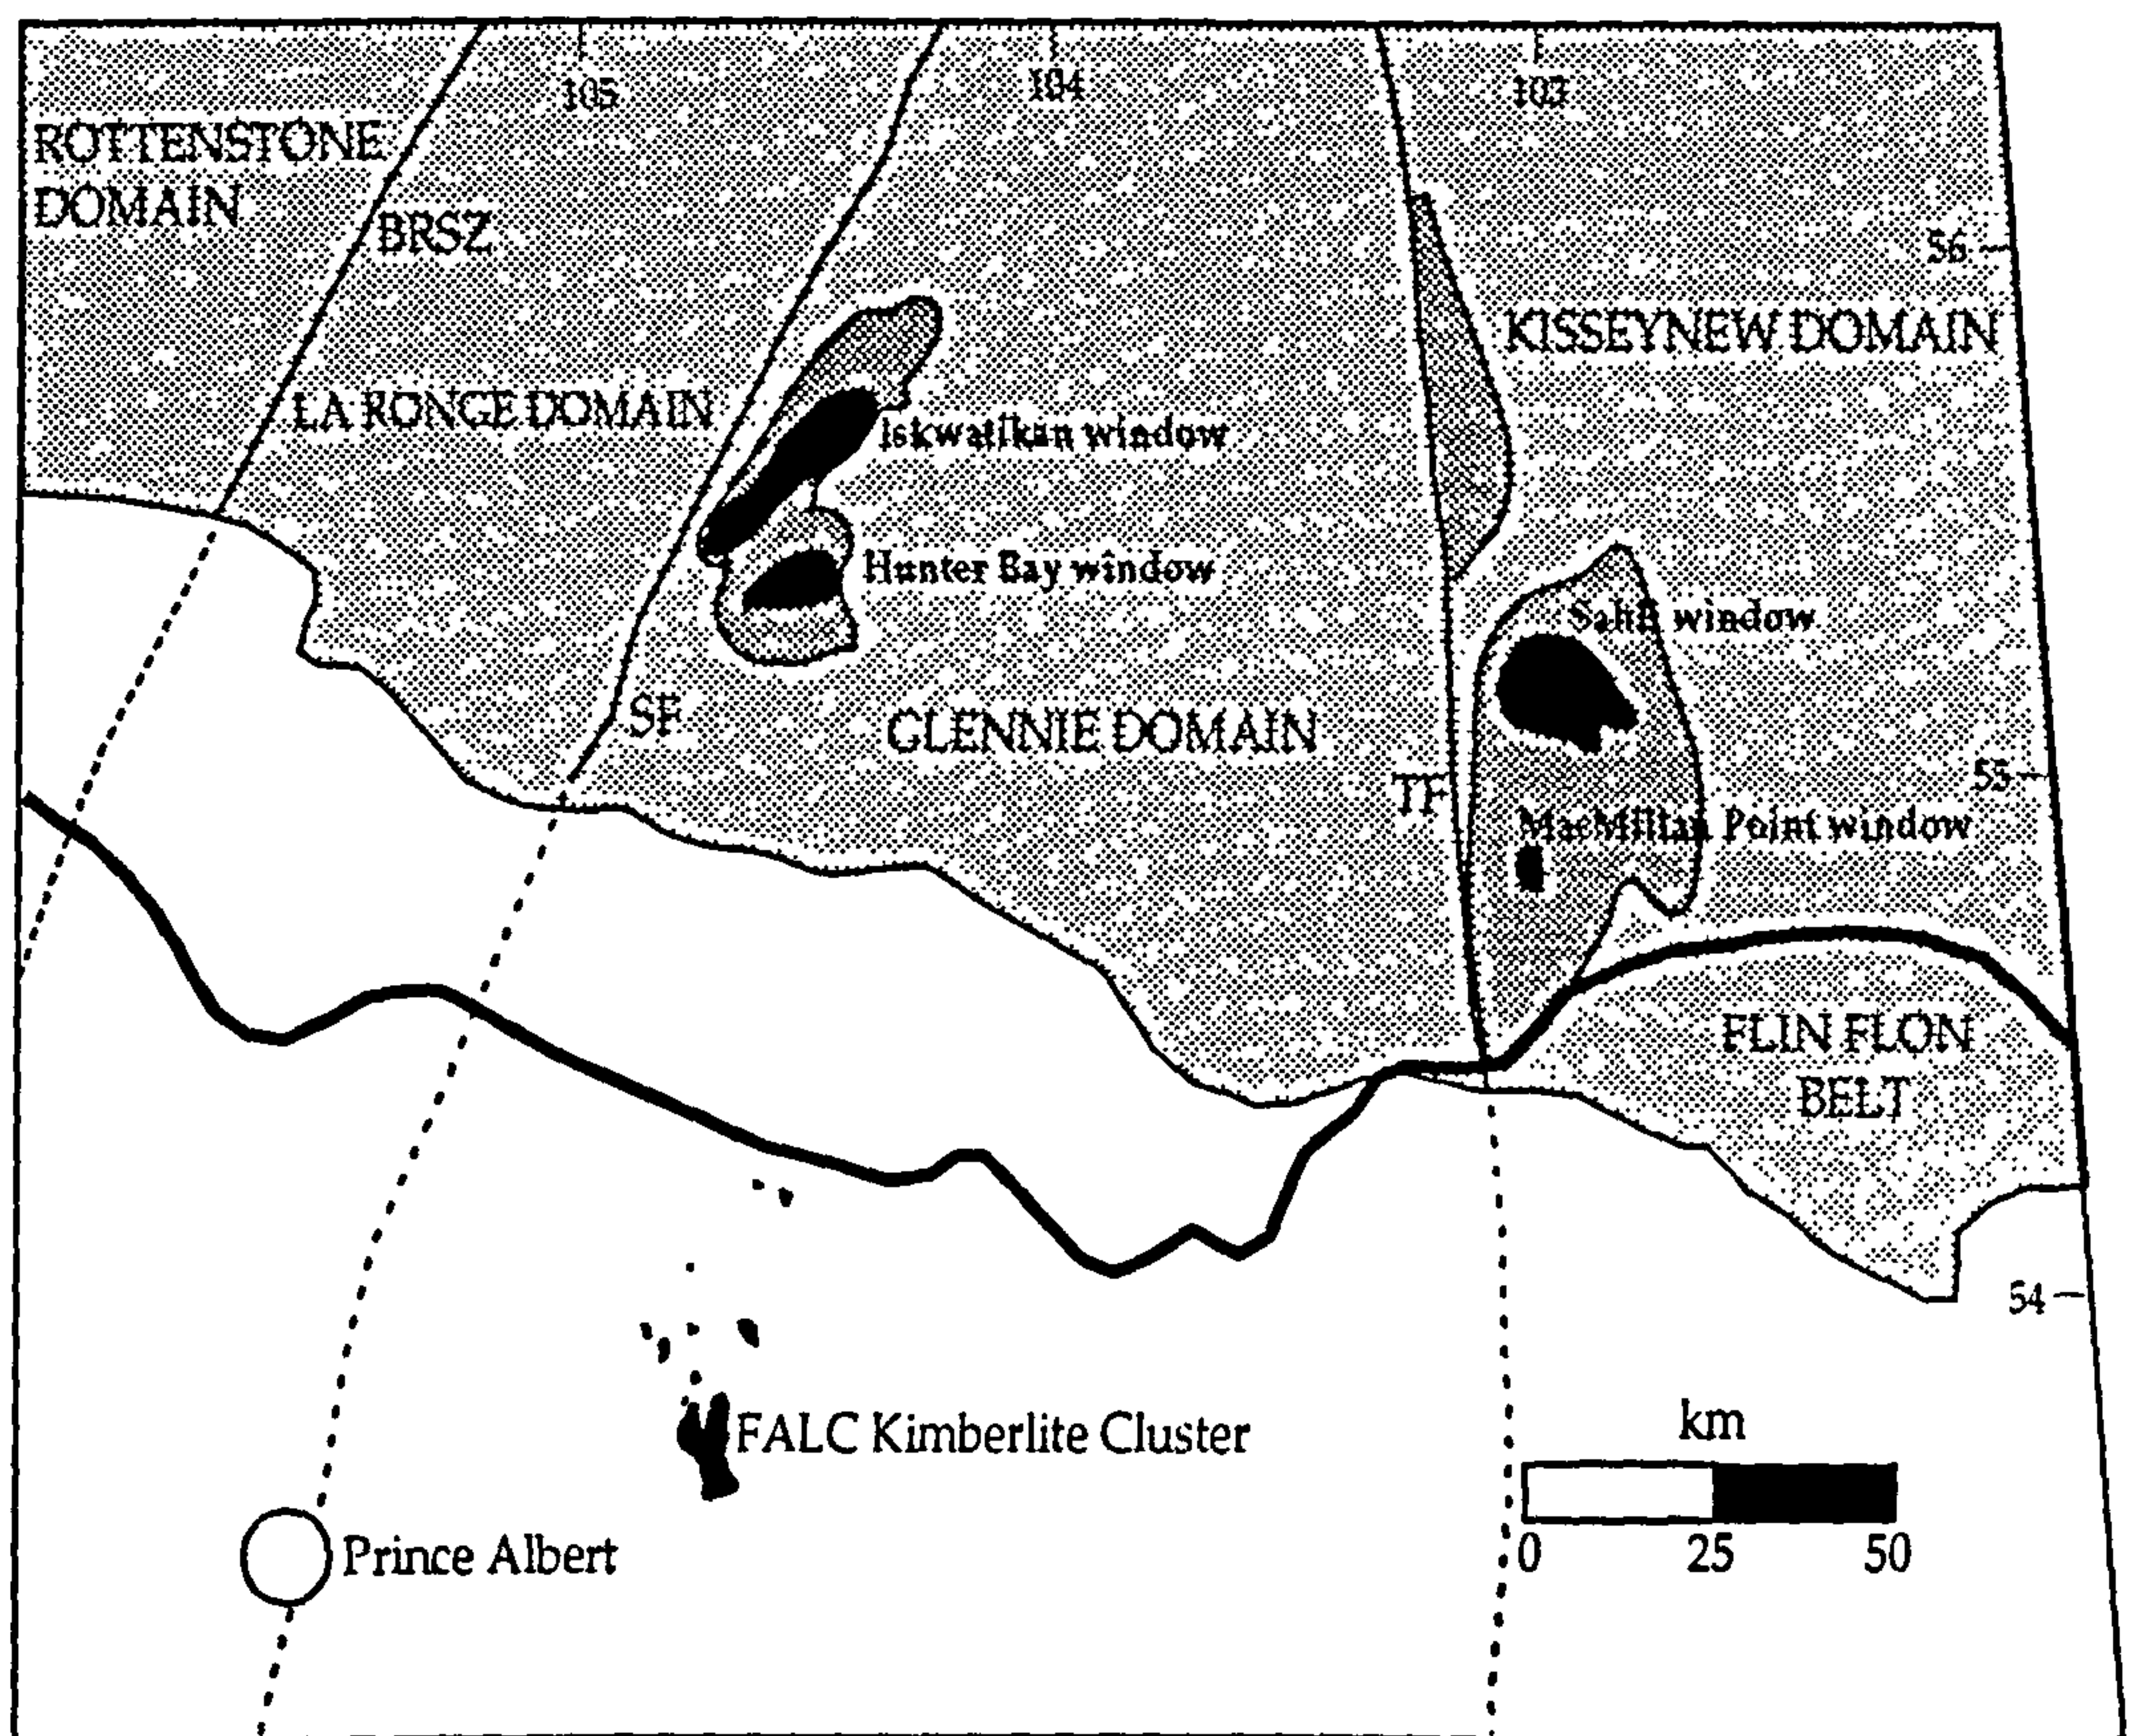 105
104
103
ROTTENSTONE
DOMAIN
BRSZ
56
KISSEYNEW DOMAIN
LA RONGE DOMAIN
Iskwatikan window
Hunter Bay window
Sahli window
SF
GLENNIE DOMAIN
TF
55
MacMillan Point window
FLIN FLON
BELT
54
km
FALC Kimberlite Cluster
0 25 50
Prince Albert